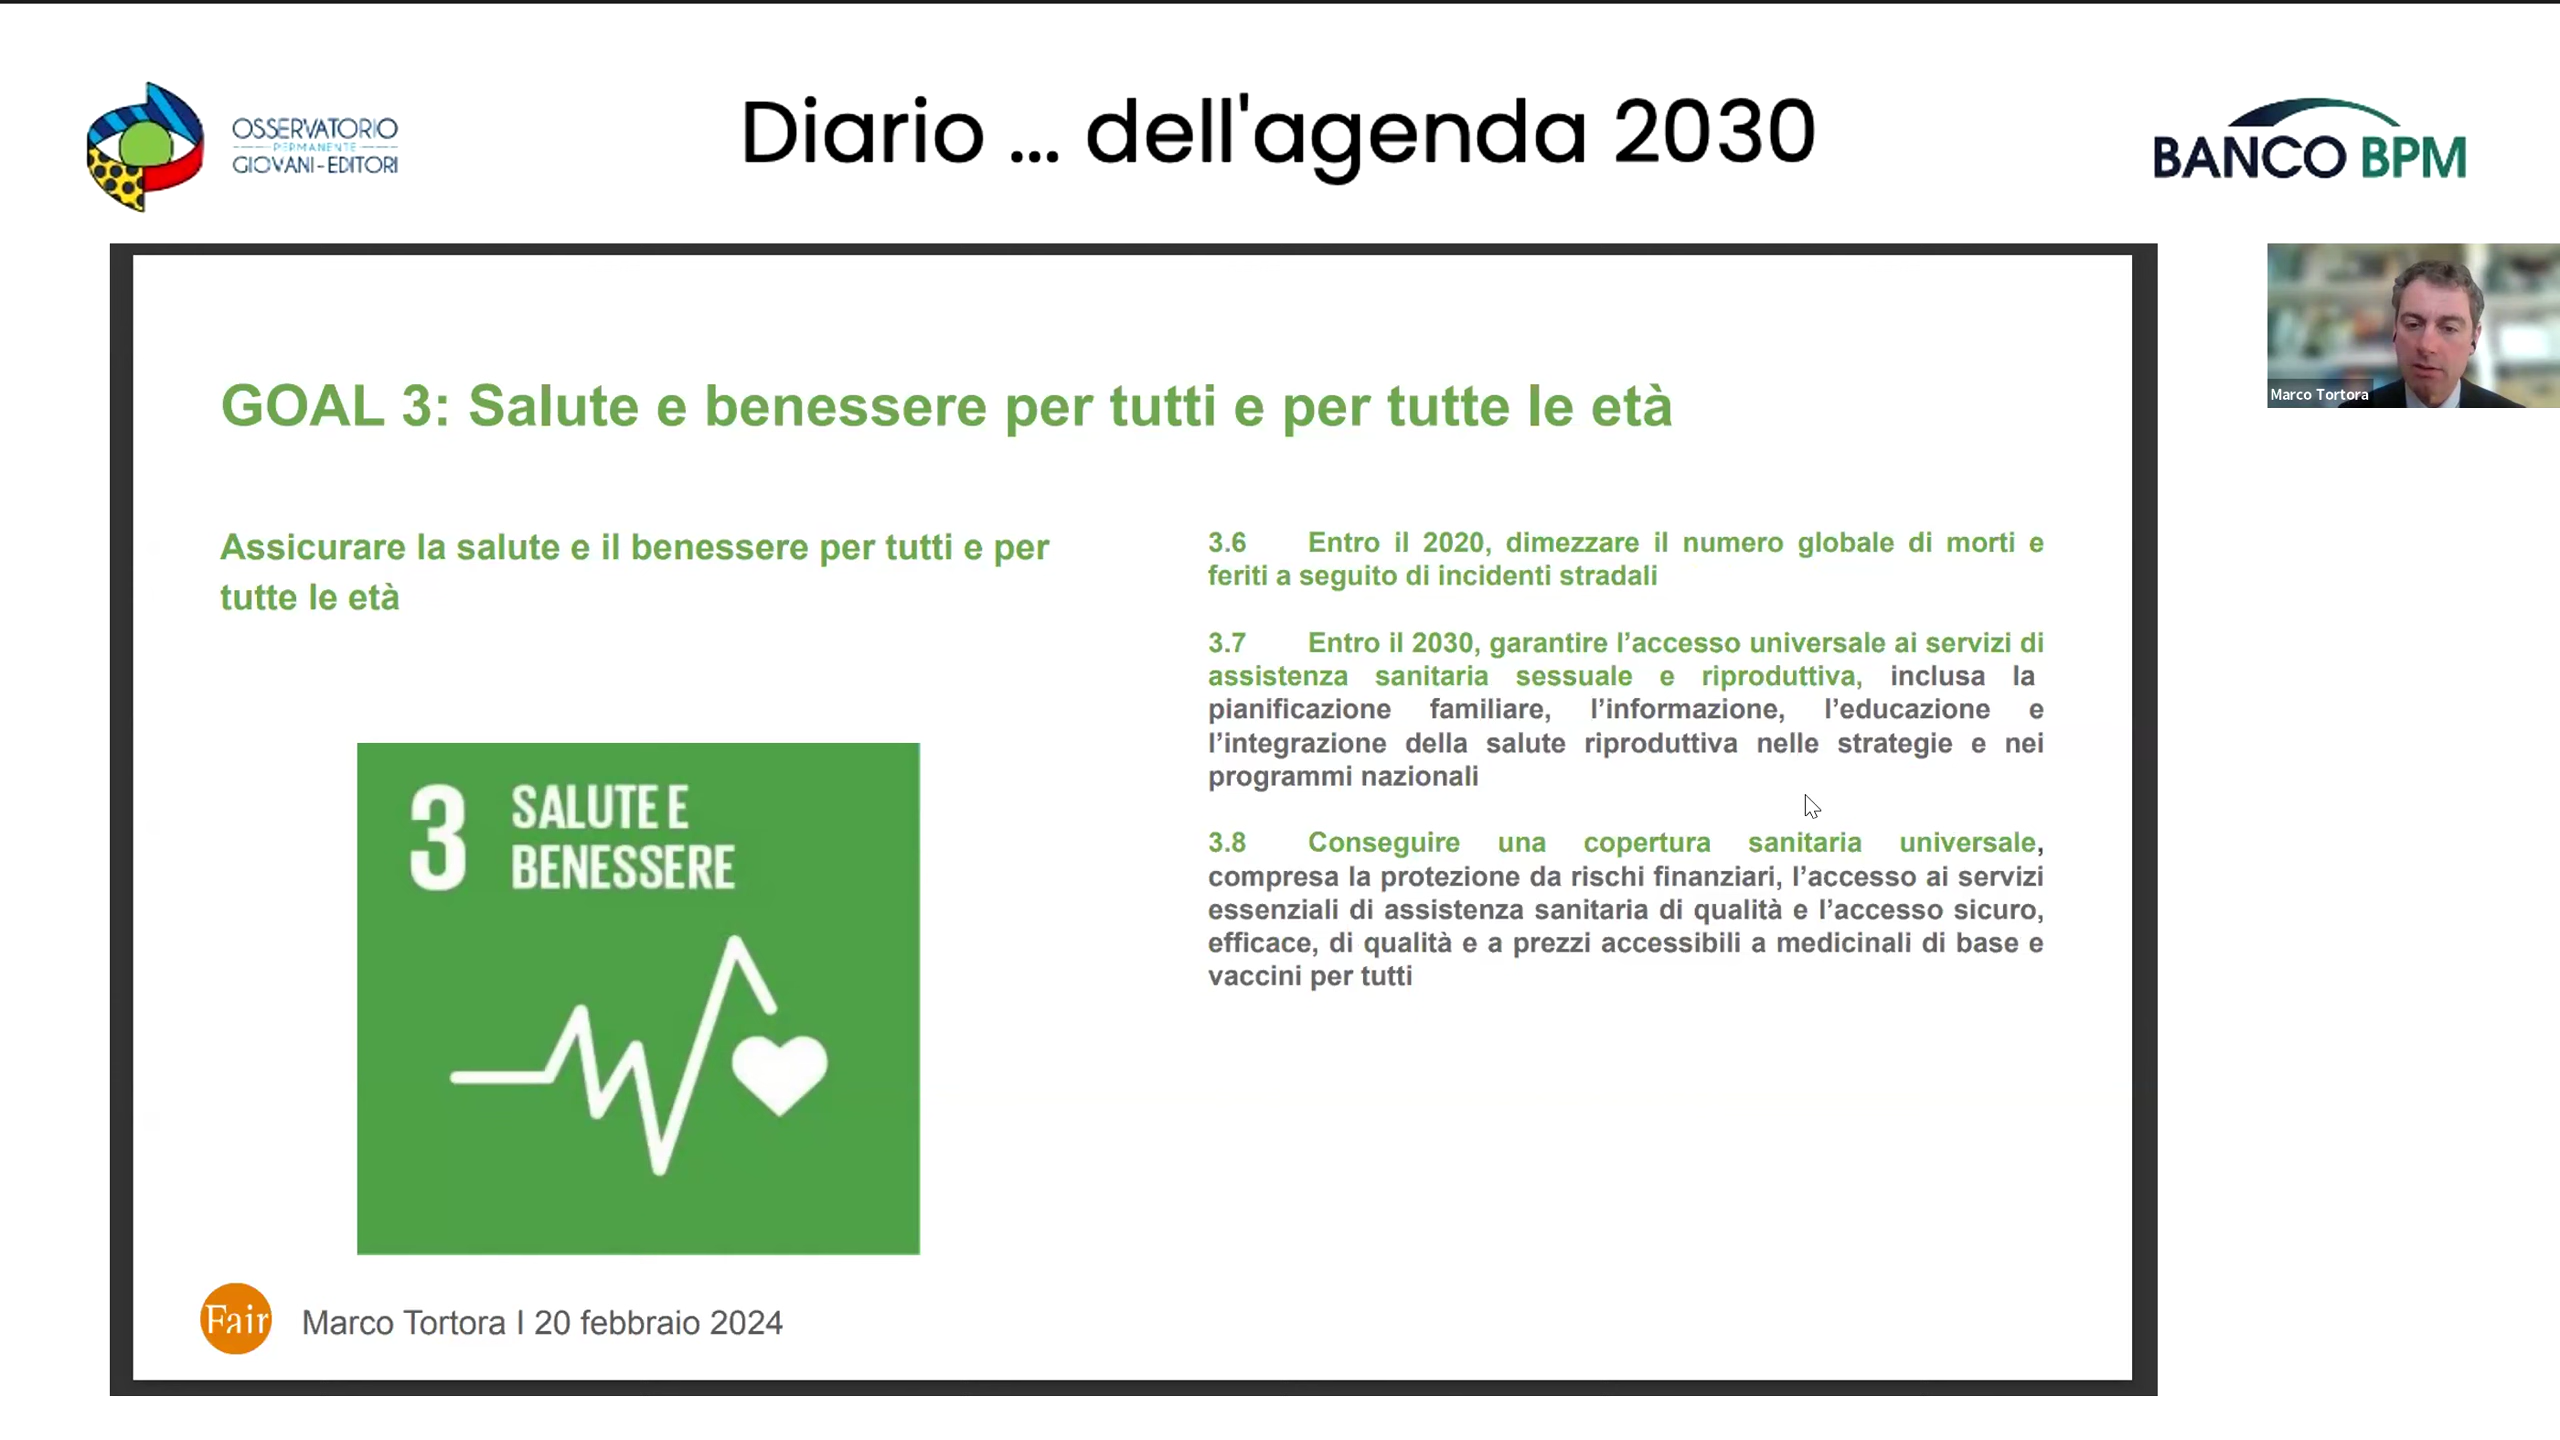 OSSERVATORIO
PERMANENTE
GIOVANI-EDITORI
Diario ... dell'agenda 2030
BANCO BPM
Marco Tortora
GOAL 3: Salute e benessere per tutti e per tutte le età
Assicurare la salute e il benessere per tutti e per
tutte le età
3 SALUTE E
BENESSERE
3.6 Entro il 2020, dimezzare il numero globale di morti e
feriti a seguito di incidenti stradali
3.7 Entro il 2030, garantire l’accesso universale ai servizi di
assistenza sanitaria sessuale e riproduttiva, inclusa la
pianificazione familiare, l’informazione, l’educazione e
l’integrazione della salute riproduttiva nelle strategie e nei
programmi nazionali
3.8 Conseguire una copertura sanitaria universale,
compresa la protezione da rischi finanziari, l’accesso ai servizi
essenziali di assistenza sanitaria di qualità e l’accesso sicuro,
efficace, di qualità e a prezzi accessibili a medicinali di base e
vaccini per tutti
Fair
Marco Tortora I 20 febbraio 2024